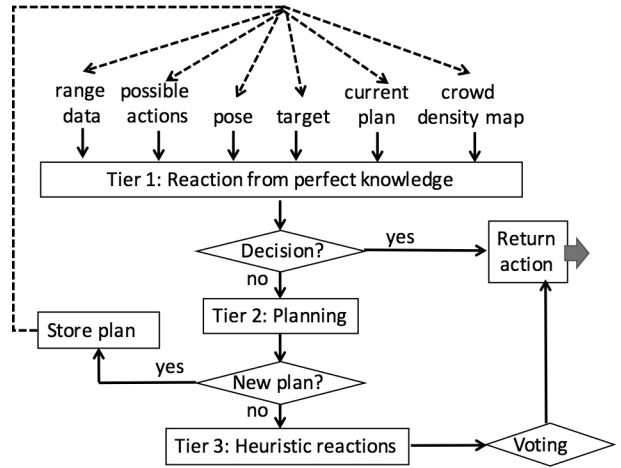 range data
possible actions
pose
target
current plan
crowd density map
Tier 1: Reaction from perfect knowledge
Decision?
yes
Return action
no
Tier 2: Planning
Store plan
yes
New plan?
no
Tier 3: Heuristic reactions
Voting